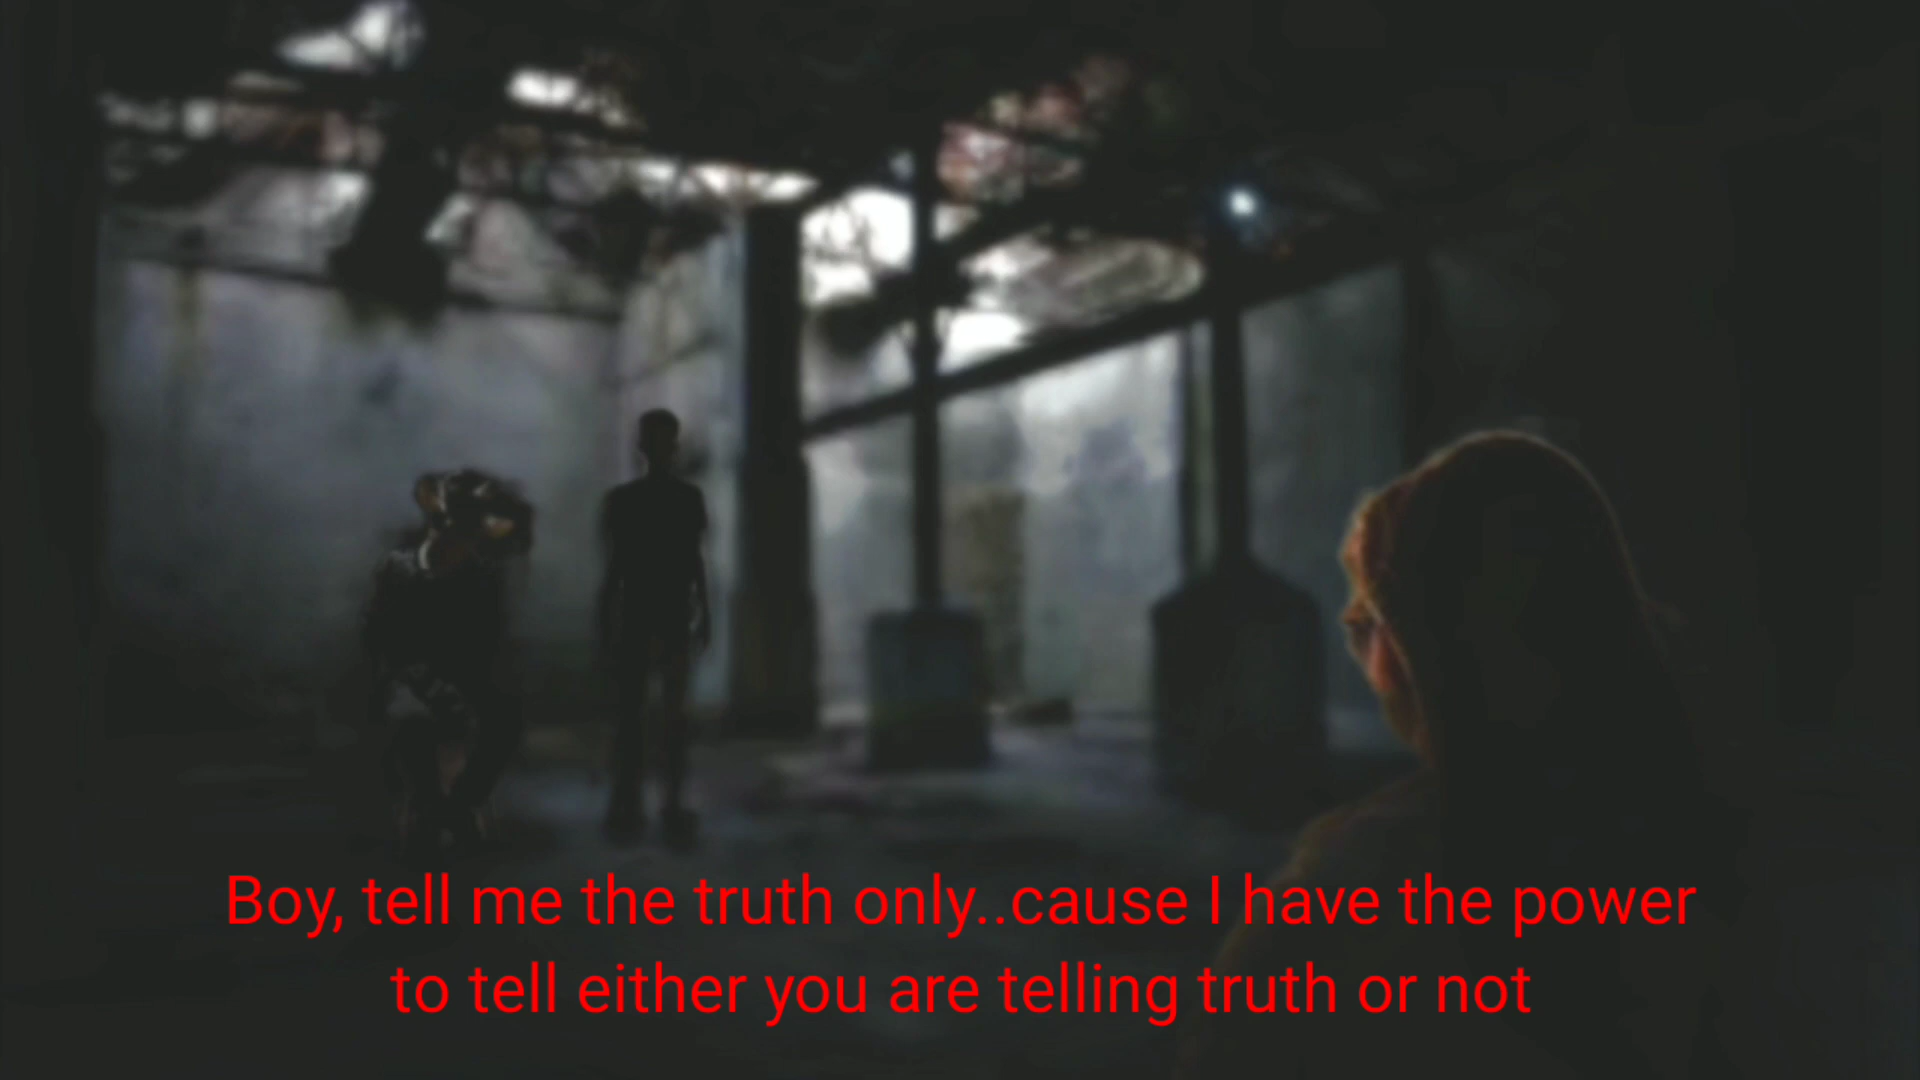 Boy, tell me the truth only..cause I have the power
to tell either you are telling truth or not